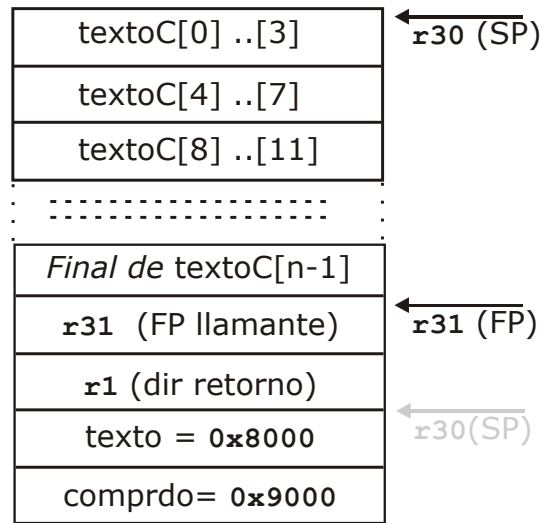 textoC[0] ..[3]
r30 (SP)
textoC[4] ..[7]
textoC[8] ..[11]
Final de textoC[n-1]
r31 (FP llamante)
r31 (FP)
r1 (dir retorno)
r30(SP)
texto = 0x8000
comprdo= 0x9000